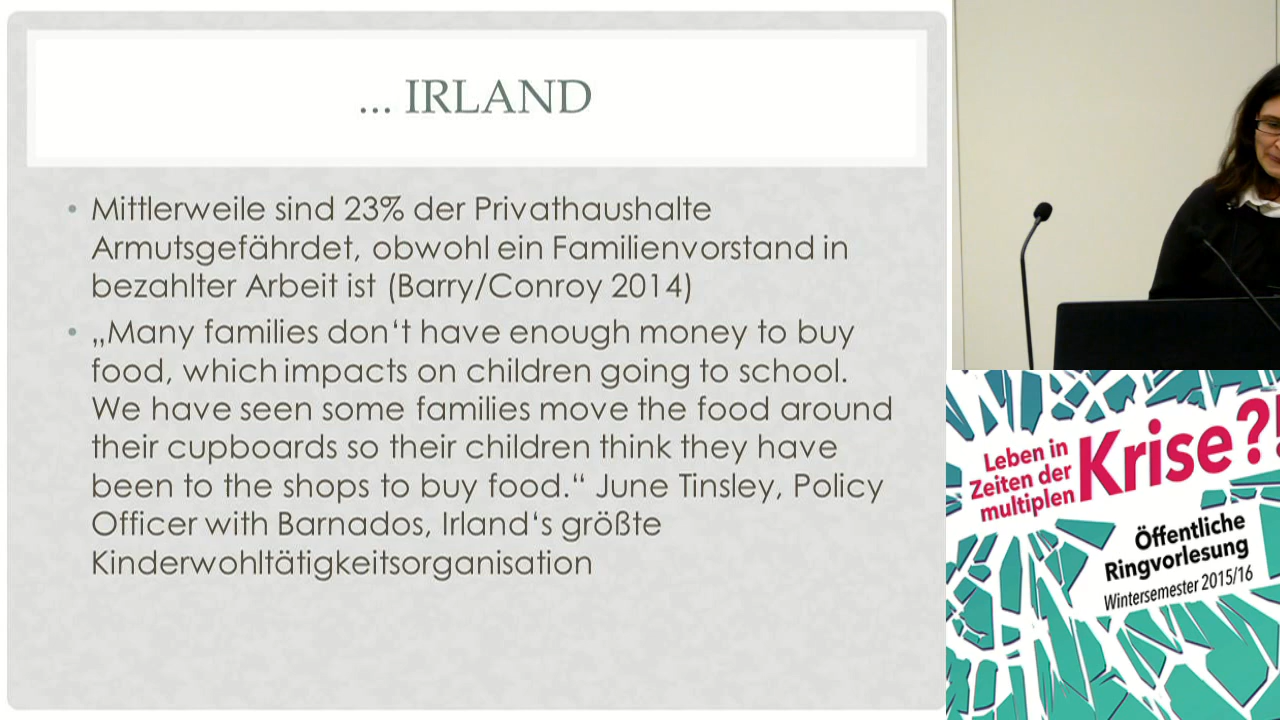 ... IRLAND
• Mittlerweile sind 23% der Privathaushalte
Armutsgefährdet, obwohl ein Familienvorstand in
bezahlter Arbeit ist (Barry/Conroy 2014)
• „Many families don‘t have enough money to buy
food, which impacts on children going to school.
We have seen some families move the food around
their cupboards so their children think they have
been to the shops to buy food.“ June Tinsley, Policy
Officer with Barnados, Irland‘s größte
Kinderwohltätigkeitsorganisation
Leben in
Zeiten der
multiplen
Krise?!
Öffentliche
Ringvorlesung
Wintersemester 2015/16